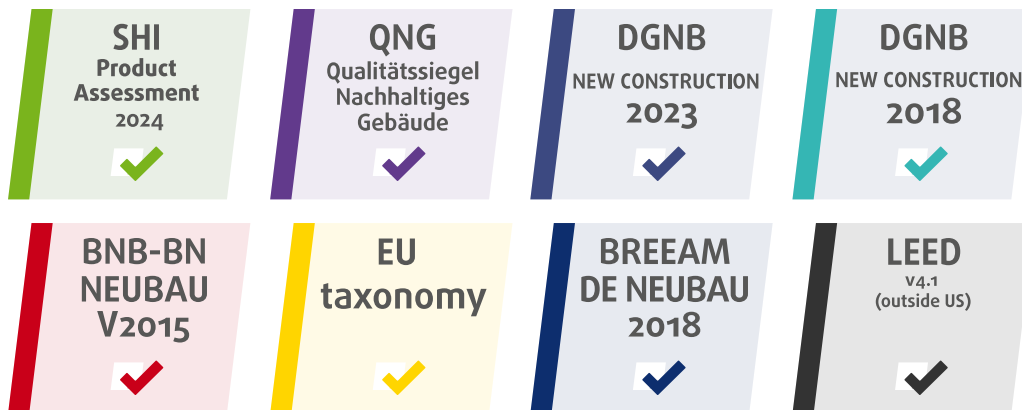 SHI
Product
Assessment
2024
QNG
Qualitätssiegel
Nachhaltiges
Gebäude
DGNB
NEW CONSTRUCTION
2023
DGNB
NEW CONSTRUCTION
2018
BNB-BN
NEUBAU
V2015
EU
taxonomy
BREEAM
DE NEUBAU
2018
LEED
v4.1
(outside US)